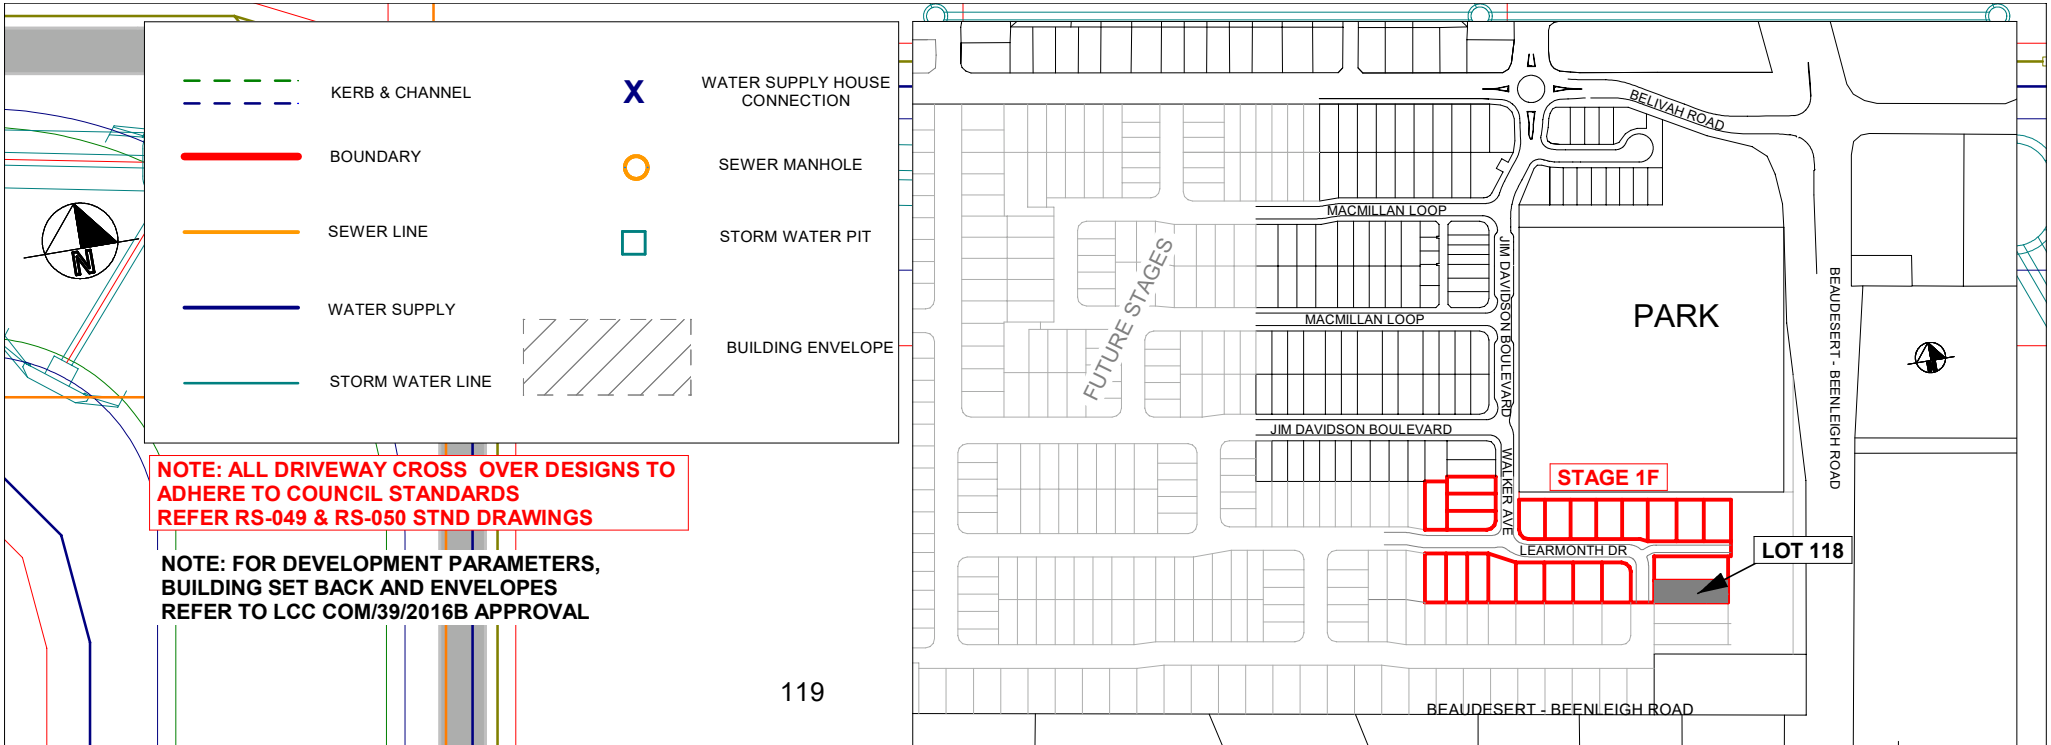 KERB & CHANNEL
BOUNDARY
SEWER LINE
WATER SUPPLY
STORM WATER LINE
X
WATER SUPPLY HOUSE
CONNECTION
SEWER MANHOLE
STORM WATER PIT
BUILDING ENVELOPE
N
NOTE: ALL DRIVEWAY CROSS OVER DESIGNS TO
ADHERE TO COUNCIL STANDARDS
REFER RS-049 & RS-050 STND DRAWINGS
NOTE: FOR DEVELOPMENT PARAMETERS,
BUILDING SET BACK AND ENVELOPES
REFER TO LCC COM/39/2016B APPROVAL
119
BELIVAH ROAD
MACMILLAN LOOP
JIM DAVIDSON BOULEVARD
FUTURE STAGES
MACMILLAN LOOP
PARK
BEAUDESERT - BEENLEIGH ROAD
N
JIM DAVIDSON BOULEVARD
WALKER AVE
STAGE 1F
LEARMONTH DR
LOT 118
BEAUDESERT - BEENLEIGH ROAD